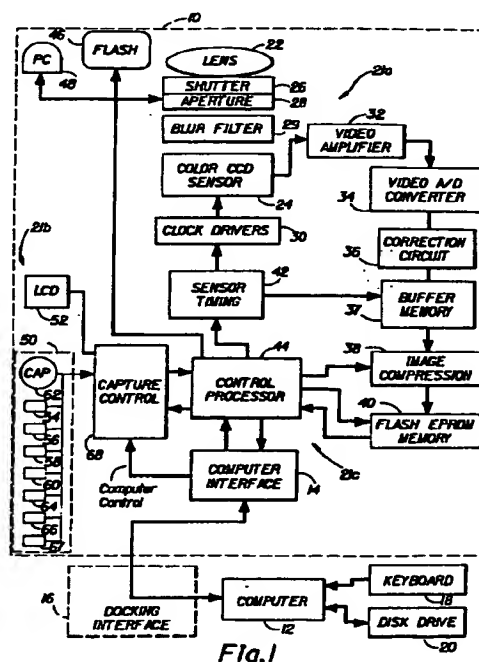 10
46
FLASH
PC
48
LENS
22
SHUTTER
26
APERTURE
28
21a
BLUR FILTER
29
32
VIDEO
AMPLIFIER
COLOR CCD
SENSOR
24
VIDEO A/D
CONVERTER
34
21b
CLOCK DRIVERS
30
CORRECTION
CIRCUIT
36
LCD
52
SENSOR
TIMING
42
BUFFER
MEMORY
37
50
44
38
CAP
62
CAPTURE
CONTROL
68
CONTROL
PROCESSOR
IMAGE
COMPRESSION
40
FLASH EPROM
MEMORY
54
56
58
60
64
66
67
21c
Computer
Control
COMPUTER
INTERFACE
14
16
DOCKING
INTERFACE
COMPUTER
12
KEYBOARD
18
DISK DRIVE
20
Fig.1